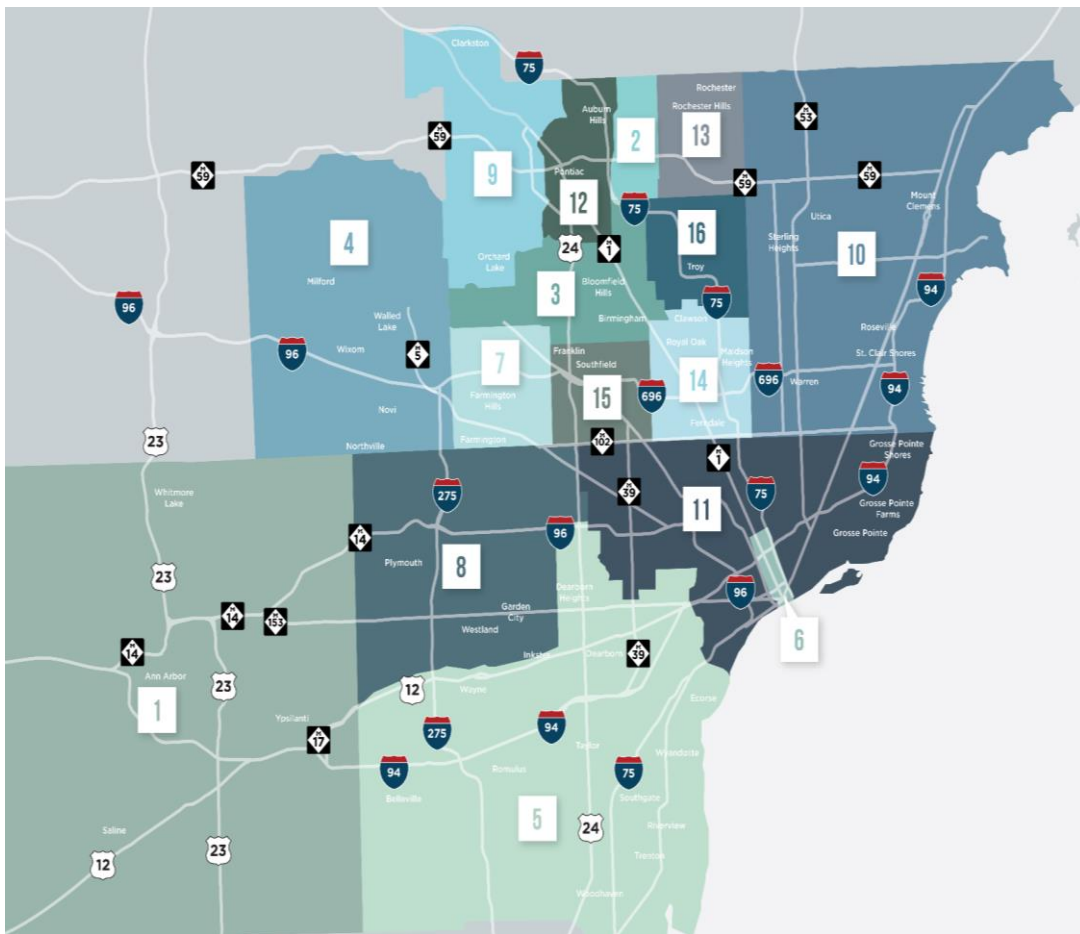 Clarkston
75
Auburn
Hills
Rochester
Rochester Hills
M
53
M
59
2
13
M
59
9
Pontiac
M
59
M
59
Mount
Clemens
12
75
4
16
Utica
24
M
1
Sterling
Heights
10
Orchard
Lake
Troy
Milford
3
Bloomfield
Hills
94
96
75
Walled
Lake
Birmingham
Clawson
Roseville
Wixom
96
M
5
7
Franklin
Southfield
Royal Oak
Madison
Heights
St. Clair Shores
14
696
Warren
94
Farmington
Hills
15
696
Novi
Ferndale
Northville
Farmington
M
102
Grosse Pointe
Shores
23
M
1
94
Whitmore
Lake
275
M
39
75
Grosse Pointe
Farms
11
M
14
96
Grosse Pointe
Plymouth
8
23
Dearborn
Heights
96
M
14
M
153
Garden
City
Westland
6
M
14
Inkster
Dearborn
M
39
Ann Arbor
23
12
Wayne
Ecorse
1
Ypsilanti
275
94
M
17
Taylor
Wyandotte
94
Romulus
75
Belleville
Southgate
5
24
Riverview
Saline
23
12
Trenton
Woodhaven